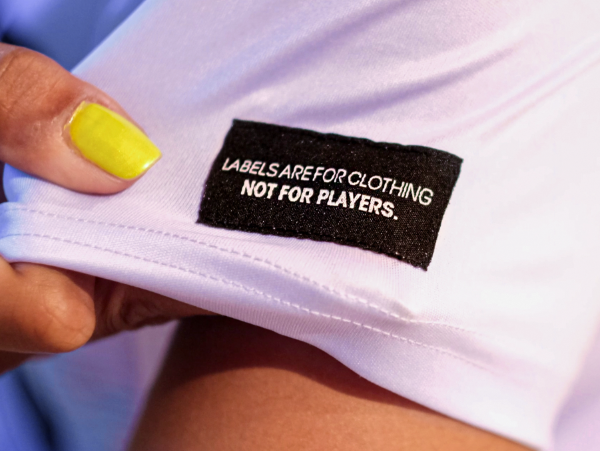 LABELS ARE FOR CLOTHING
NOT FOR PLAYERS.